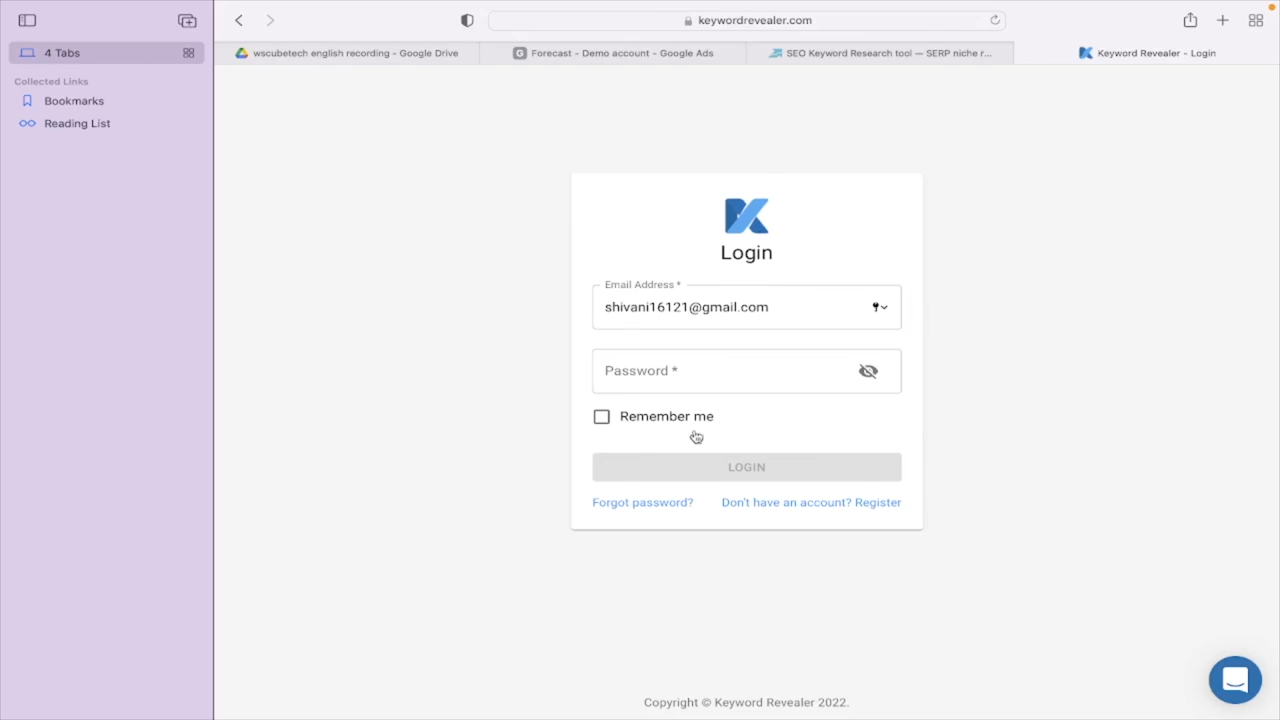 keywordrevealer.com
4 Tabs
wscubetech english recording - Google Drive
Forecast - Demo account - Google Ads
SEO Keyword Research tool — SERP niche r...
Keyword Revealer - Login
Collected Links
Bookmarks
Reading List
Login
Email Address *
shivani16121@gmail.com
Password *
Remember me
LOGIN
Forgot password?
Don't have an account? Register
Copyright © Keyword Revealer 2022.